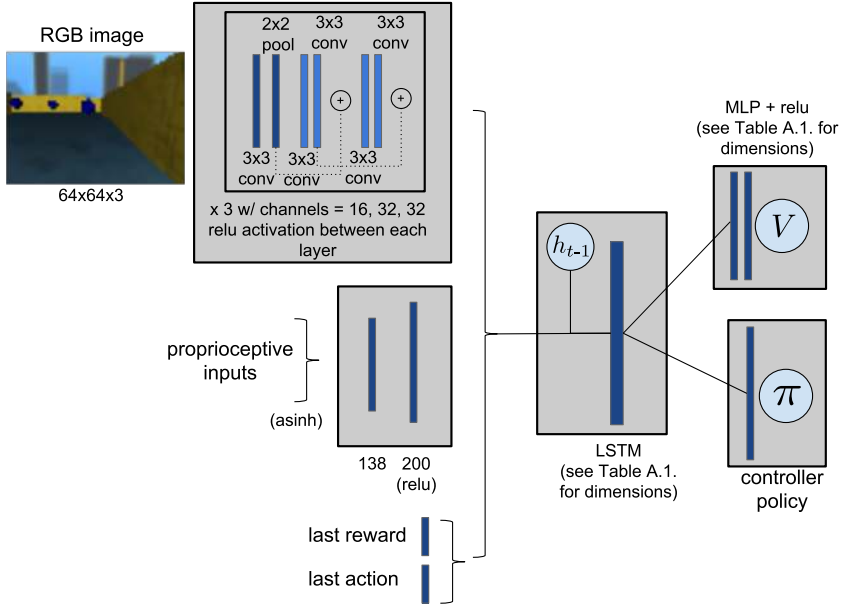 RGB image
64x64x3
2x2
pool
3x3
conv
3x3
conv
+
+
3x3
conv
3x3
conv
3x3
conv
x 3 w/ channels = 16, 32, 32
relu activation between each
layer
proprioceptive
inputs
(asinh)
138
200
(relu)
last reward
last action
h_{t-1}
LSTM
(see Table A.1.
for dimensions)
MLP + relu
(see Table A.1. for
dimensions)
V
π
controller
policy